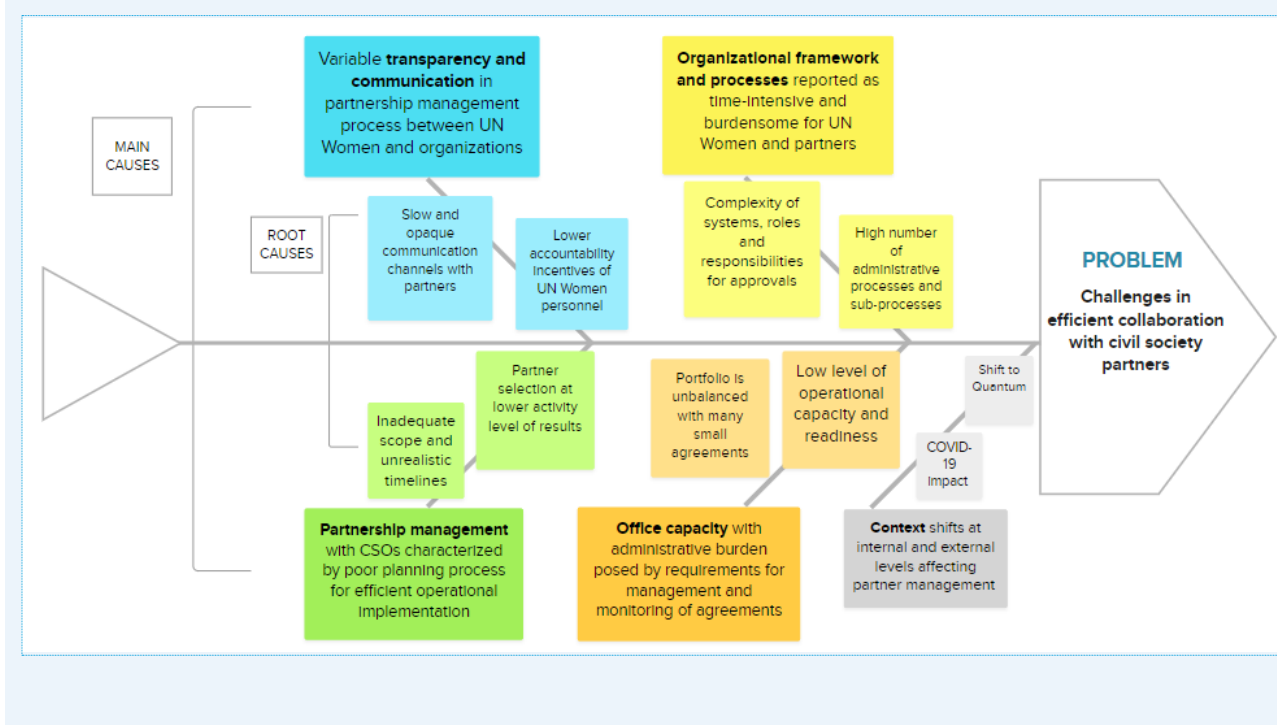 MAIN
CAUSES
ROOT
CAUSES
Variable transparency and
communication in
partnership management
process between UN
Women and organizations
Slow and
opaque
communication
channels with
partners
Lower
accountability
incentives of
UN Women
personnel
Organizational framework
and processes reported as
time-intensive and
burdensome for UN
Women and partners
Complexity of
systems, roles
and
responsibilities
for approvals
High number
of
administrative
processes and
sub-processes
Inadequate
scope and
unrealistic
timelines
Partner
selection at
lower activity
level of results
Partnership management
with CSOs characterized
by poor planning process
for efficient operational
implementation
Portfolio is
unbalanced
with many
small
agreements
Low level of
operational
capacity and
readiness
Office capacity with
administrative burden
posed by requirements for
management and
monitoring of agreements
Shift to
Quantum
COVID-
19
Impact
Context shifts at
internal and external
levels affecting
partner management
PROBLEM
Challenges in
efficient collaboration
with civil society
partners